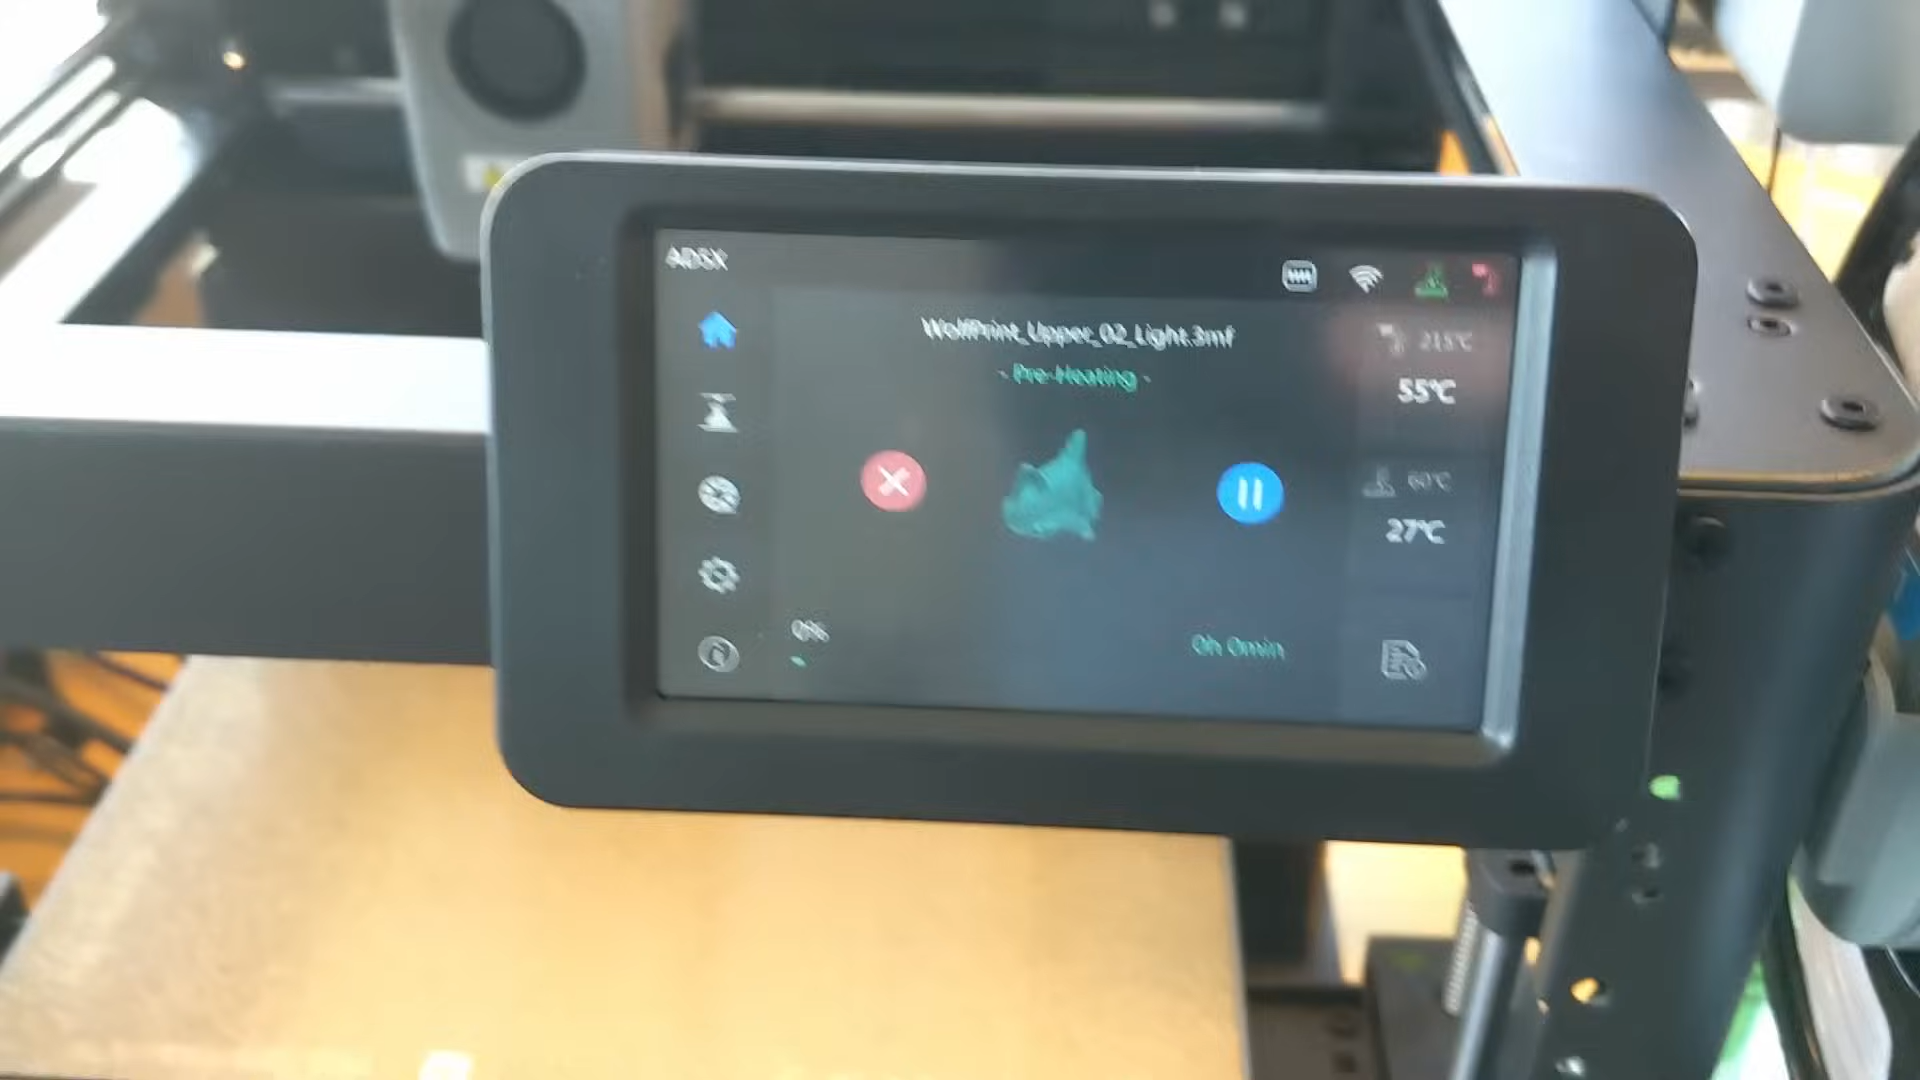 AD5X
WolfPrint_Upper_02_Light.3mf
- Pre-Heating -
215℃
55℃
60℃
27℃
0%
0h 0min